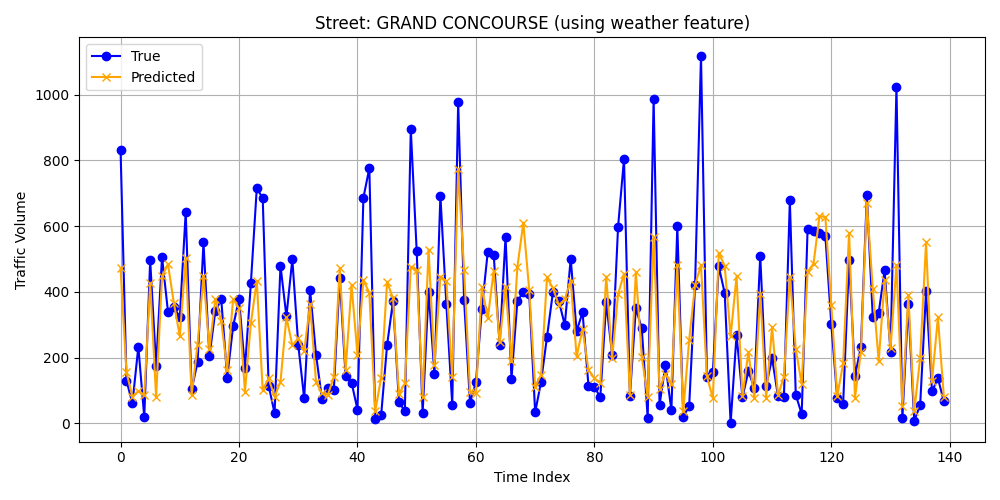 Street: GRAND CONCOURSE (using weather feature)
True
Predicted
Traffic Volume
1000
800
600
400
200
0
0 20 40 60 80 100 120 140
Time Index